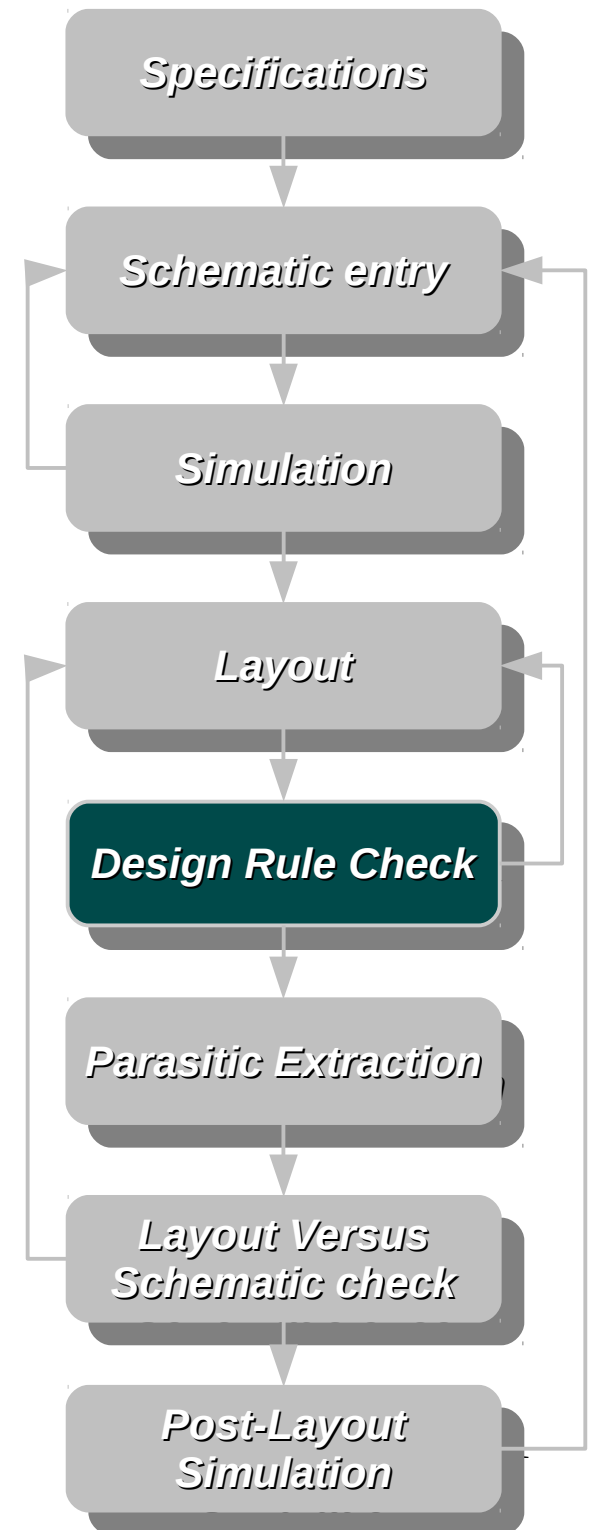 Specifications
Schematic entry
Simulation
Layout
Design Rule Check
Parasitic Extraction
Layout Versus
Schematic check
Post-Layout
Simulation